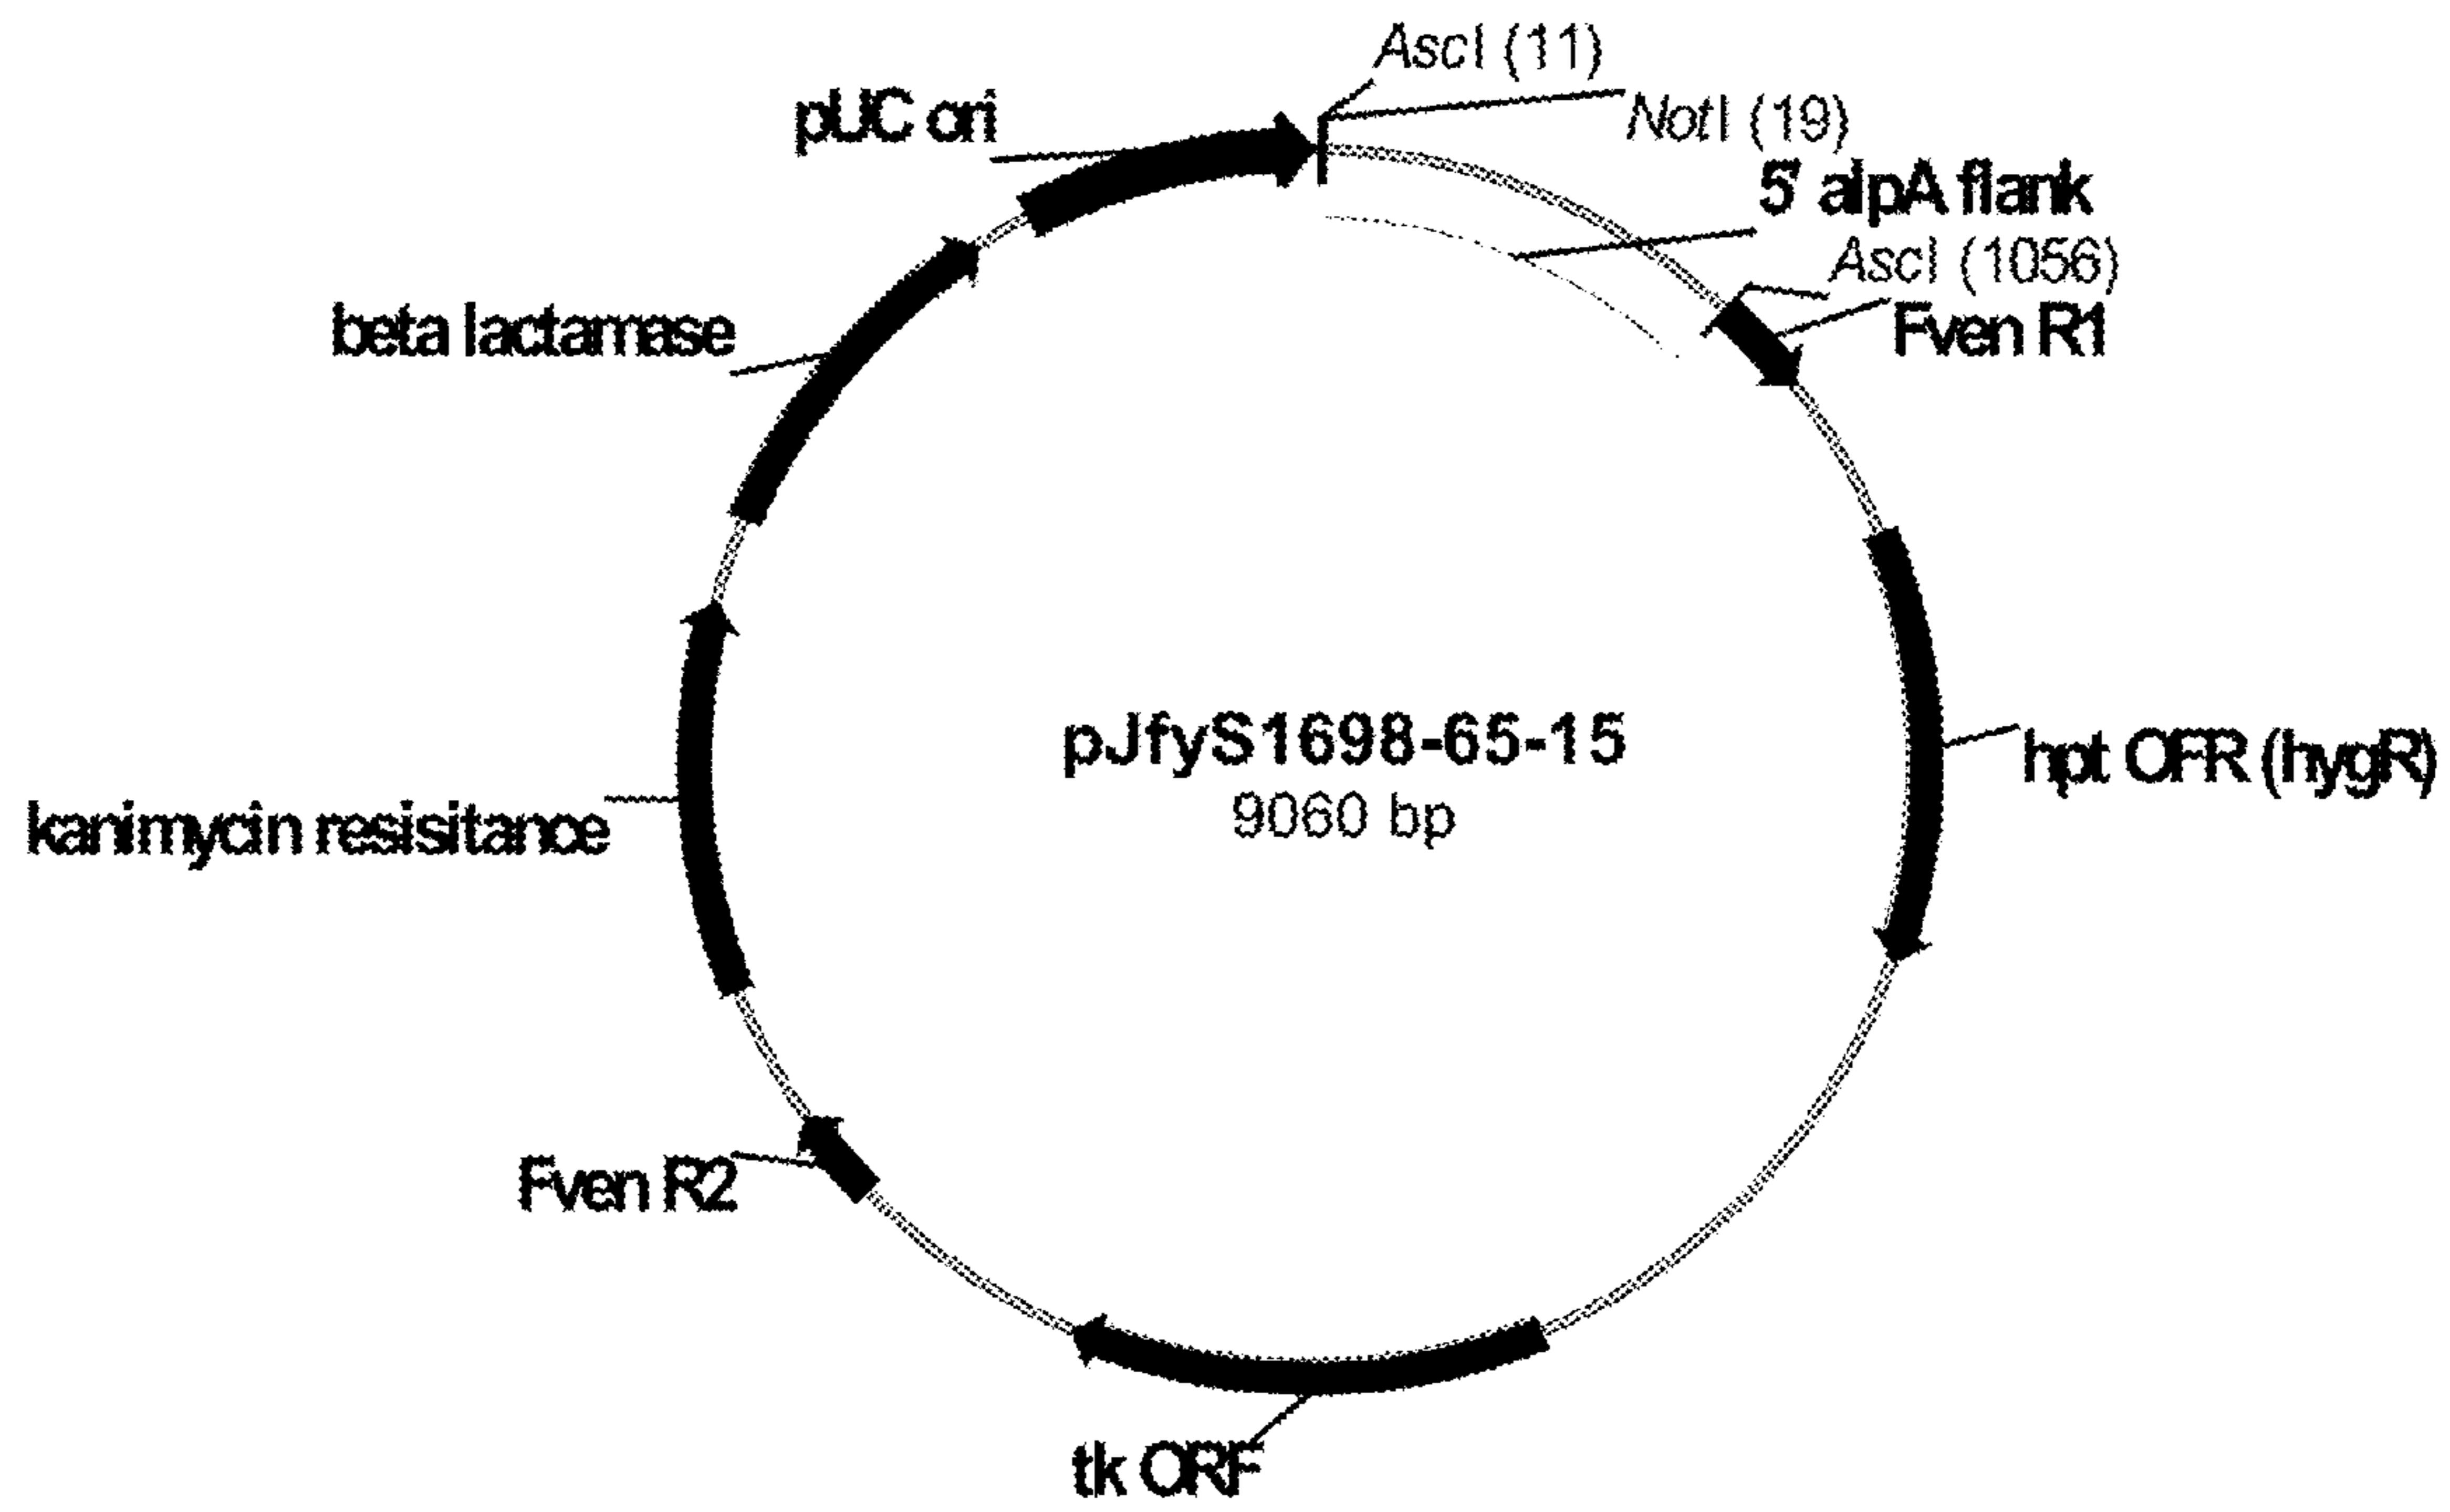 AscI (11)
pUC ori
NotI (19)
5' alpA flank
AscI (1056)
beta lactamase
Fven R1
pJfyS1698-65-15
hpt OFR (hygR)
9060 bp
kanimycin resisitance
Fven R2
tk ORF